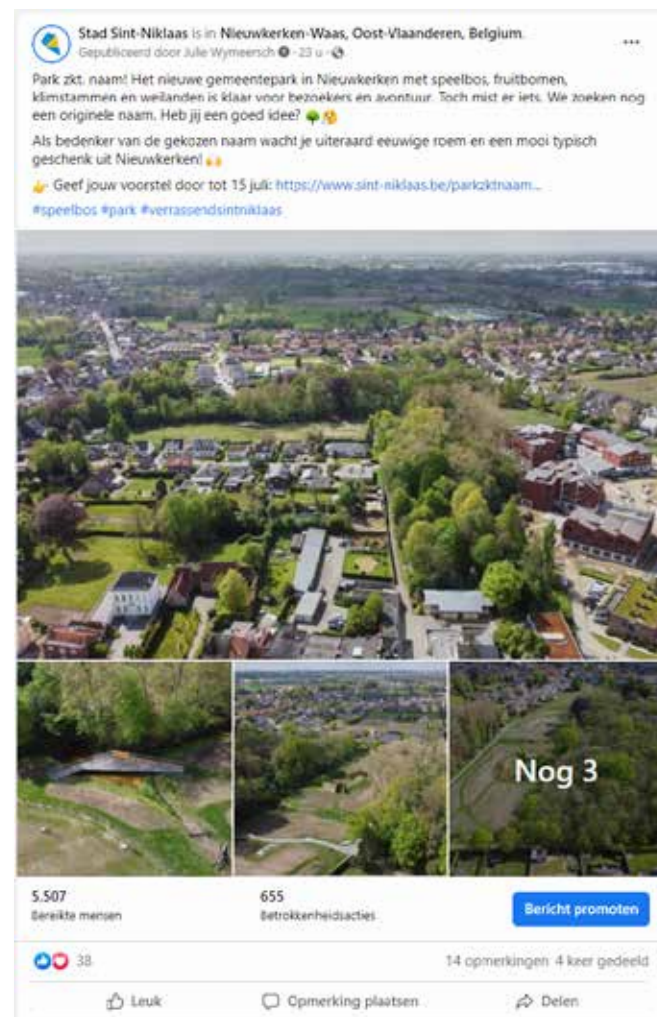 Stad Sint-Niklaas is in Nieuwkerken-Waas, Oost-Vlaanderen, Belgium.
Gepubliceerd door Julie Wymeersch · 23 u ·
Park zkt. naam! Het nieuwe gemeentepark in Nieuwkerken met speelbos, fruitbomen,
klimstammen en weilanden is klaar voor bezoekers en avontuur. Toch mist er iets. We zoeken nog
een originele naam. Heb jij een goed idee? 🌳🤔
Als bedenker van de gekozen naam wacht je uiteraard eeuwige roem en een mooi typisch
geschenk uit Nieuwkerken! 🙌
👉 Geef jouw voorstel door tot 15 juli: https://www.sint-niklaas.be/parkzktnaam...
#speelbos #park #verrassendsintniklaas
Nog 3
5.507
Bereikte mensen
655
Betrokkenheidsacties
Bericht promoten
38
14 opmerkingen 4 keer gedeeld
Leuk
Opmerking plaatsen
Delen